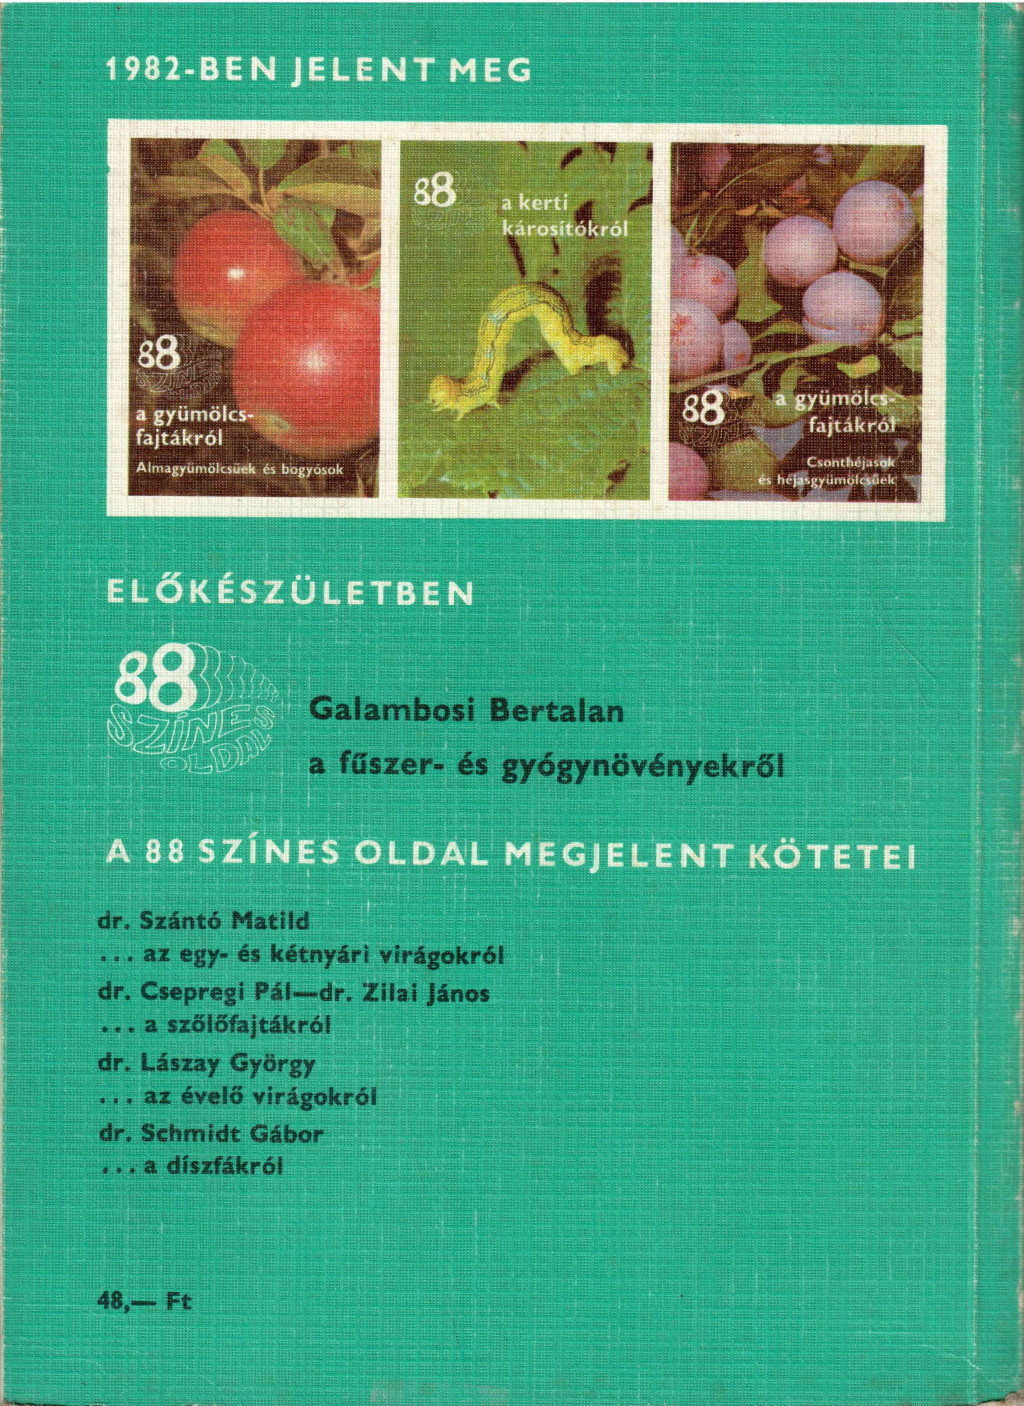 1982-BEN JELENT MEG
88
a gyümölcs-
fajtákról
Almagyümölcsűek és bogyósok
88
a kerti
károsítókról
88
a gyümölcs-
fajtákról
Csonthéjasok
és héjasgyümölcsűek
ELŐKÉSZÜLETBEN
88
SZÍNES
OLDAL
Galambosi Bertalan
a fűszer- és gyógynövényekről
A 88 SZÍNES OLDAL MEGJELENT KÖTETEI
dr. Szántó Matild
... az egy- és kétnyári virágokról
dr. Csepregi Pál—dr. Zilai János
... a szőlőfajtákról
dr. Lászay György
... az évelő virágokról
dr. Schmidt Gábor
... a díszfákról
48,— Ft